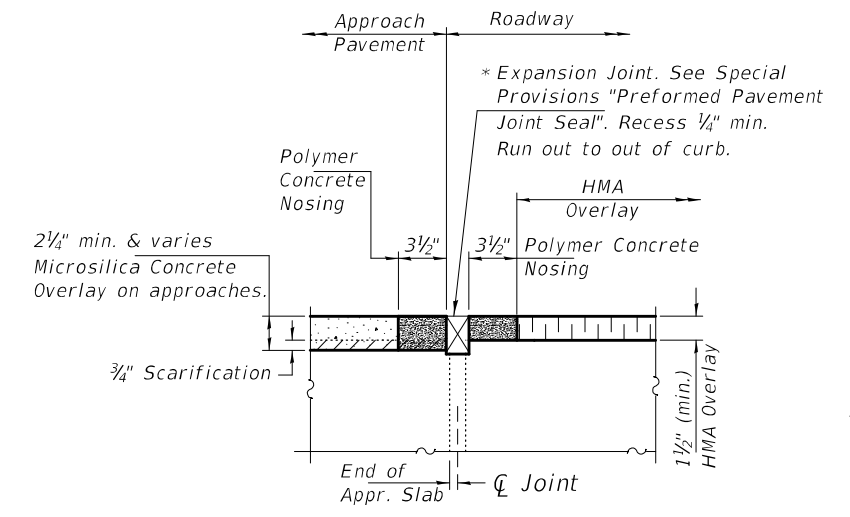 Approach
Pavement
Roadway
* Expansion Joint. See Special
Provisions "Preformed Pavement
Joint Seal". Recess ¼" min.
Run out to out of curb.
Polymer
Concrete
Nosing
HMA
Overlay
2¼" min. & varies
Microsilica Concrete
Overlay on approaches.
3½"
3½"
Polymer Concrete
Nosing
¾" Scarification
1½" (min.)
HMA Overlay
End of
Appr. Slab
℄ Joint